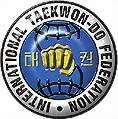 INTERNATIONAL TAEKWON-DO FEDERATION
태 권